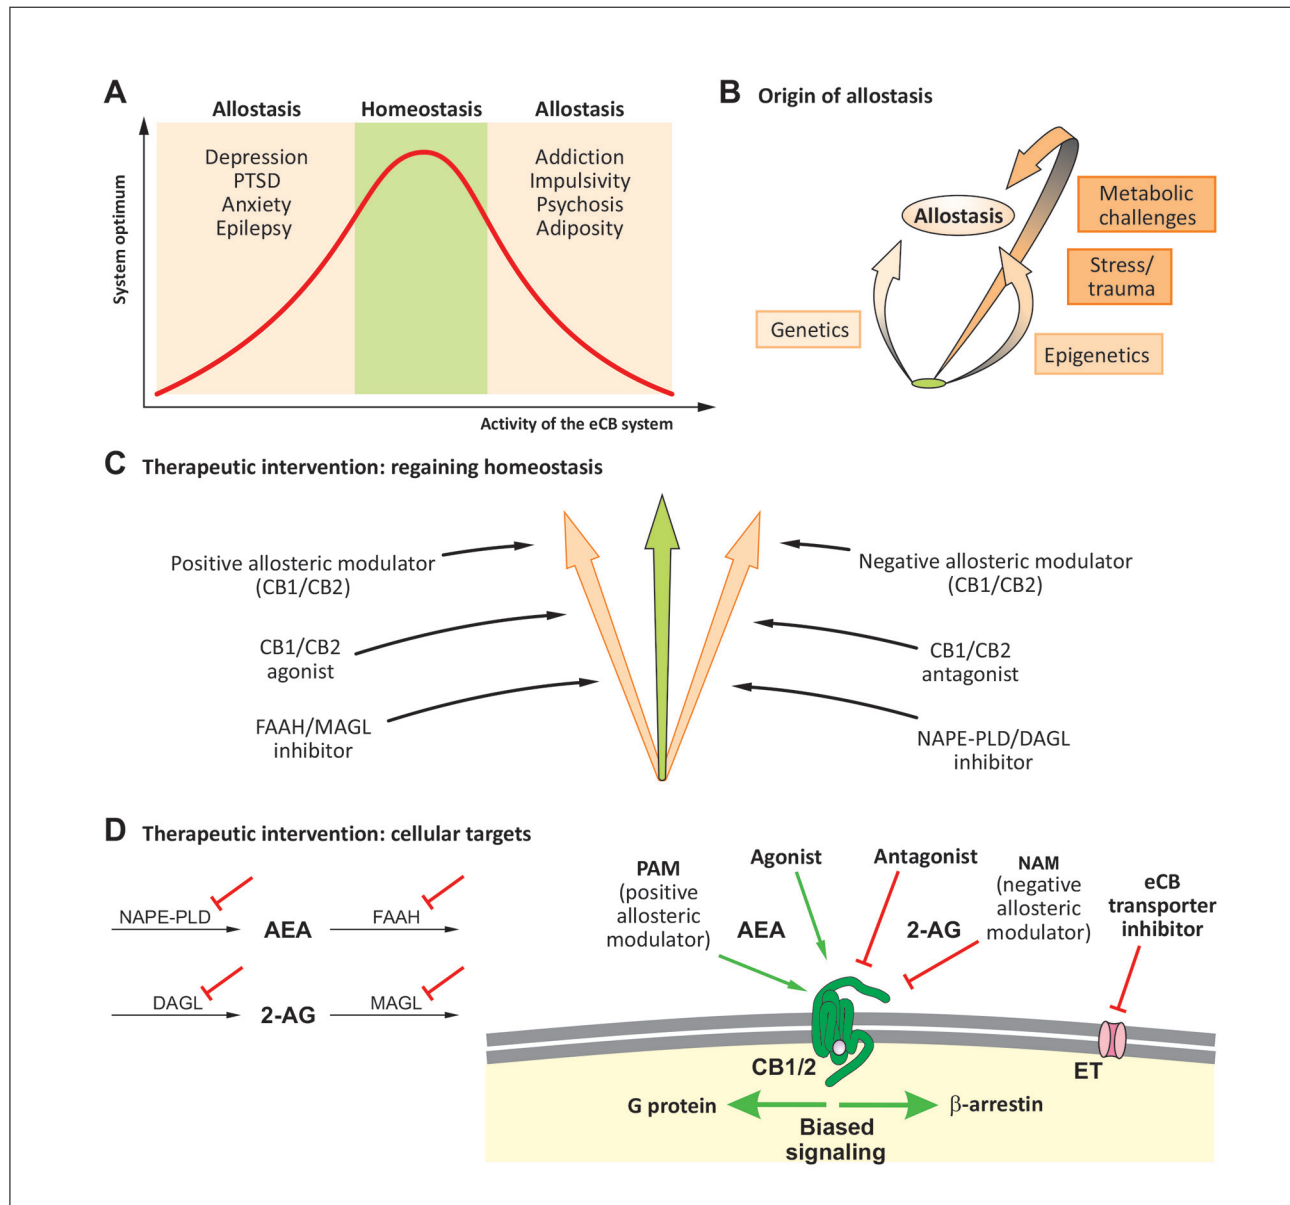 A
Allostasis
Homeostasis
Allostasis
Depression
PTSD
Anxiety
Epilepsy
Addiction
Impulsivity
Psychosis
Adiposity
System optimum
Activity of the eCB system
B Origin of allostasis
Allostasis
Metabolic
challenges
Stress/
trauma
Genetics
Epigenetics
C Therapeutic intervention: regaining homeostasis
Positive allosteric modulator
(CB1/CB2)
CB1/CB2
agonist
FAAH/MAGL
inhibitor
Negative allosteric modulator
(CB1/CB2)
CB1/CB2
antagonist
NAPE-PLD/DAGL
inhibitor
D Therapeutic intervention: cellular targets
NAPE-PLD
AEA
FAAH
DAGL
2-AG
MAGL
PAM
(positive
allosteric
modulator)
Agonist
AEA
Antagonist
2-AG
NAM
(negative
allosteric
modulator)
eCB
transporter
inhibitor
CB1/2
ET
G protein
β-arrestin
Biased
signaling